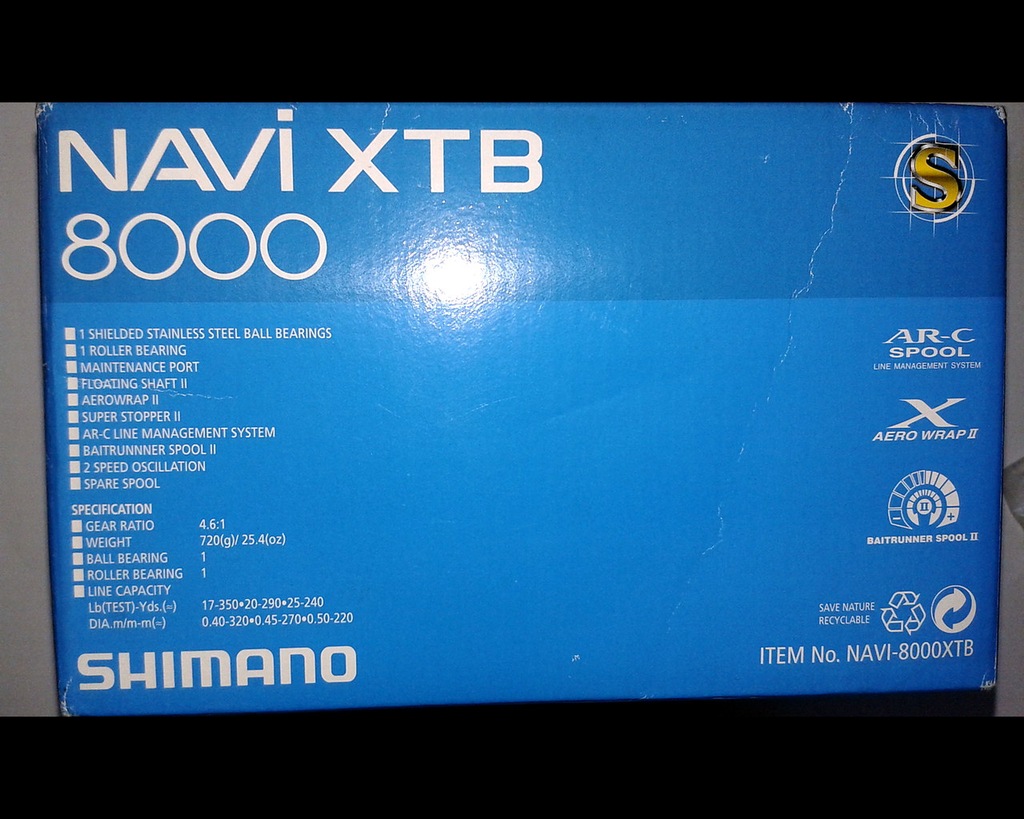 NAVi XTB
8000
S
1 SHIELDED STAINLESS STEEL BALL BEARINGS
1 ROLLER BEARING
MAINTENANCE PORT
FLOATING SHAFT II
AEROWRAP II
SUPER STOPPER II
AR-C LINE MANAGEMENT SYSTEM
BAITRUNNNER SPOOL II
2 SPEED OSCILLATION
SPARE SPOOL
SPECIFICATION
GEAR RATIO 4.6:1
WEIGHT 720(g)/ 25.4(oz)
BALL BEARING 1
ROLLER BEARING 1
LINE CAPACITY
Lb(TEST)-Yds.(≈) 17-350•20-290•25-240
DIA.m/m-m(≈) 0.40-320•0.45-270•0.50-220
SHIMANO
AR-C
SPOOL
LINE MANAGEMENT SYSTEM
X
AERO WRAP II
II
+
BAITRUNNER SPOOL II
SAVE NATURE
RECYCLABLE
ITEM No. NAVI-8000XTB